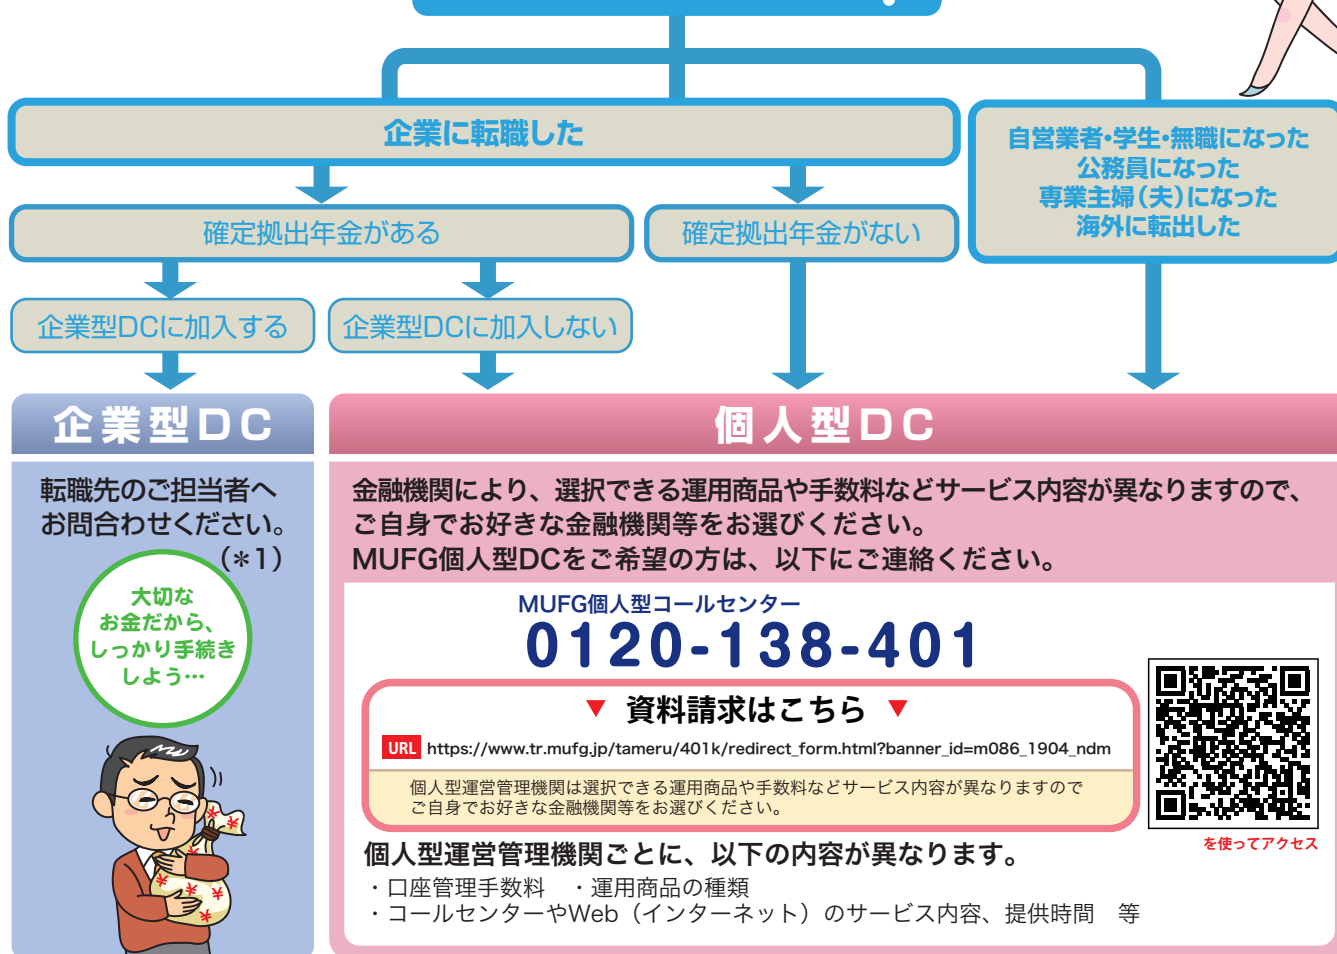 企業に転職した
自営業者・学生・無職になった
公務員になった
専業主婦（夫）になった
海外に転出した
確定拠出年金がある
確定拠出年金がない
企業型DCに加入する
企業型DCに加入しない
企業型DC
転職先のご担当者へ
お問合わせください。
（＊1）
大切な
お金だから、
しっかり手続き
しよう…
個人型DC
金融機関により、選択できる運用商品や手数料などサービス内容が異なりますので、
ご自身でお好きな金融機関等をお選びください。
MUFG個人型DCをご希望の方は、以下にご連絡ください。
MUFG個人型コールセンター
0120-138-401
▼ 資料請求はこちら ▼
URL https://www.tr.mufg.jp/tameru/401k/redirect_form.html?banner_id=m086_1904_ndm
個人型運営管理機関は選択できる運用商品や手数料などサービス内容が異なりますので
ご自身でお好きな金融機関等をお選びください。
を使ってアクセス
個人型運営管理機関ごとに、以下の内容が異なります。
・口座管理手数料　・運用商品の種類
・コールセンターやWeb（インターネット）のサービス内容、提供時間　等